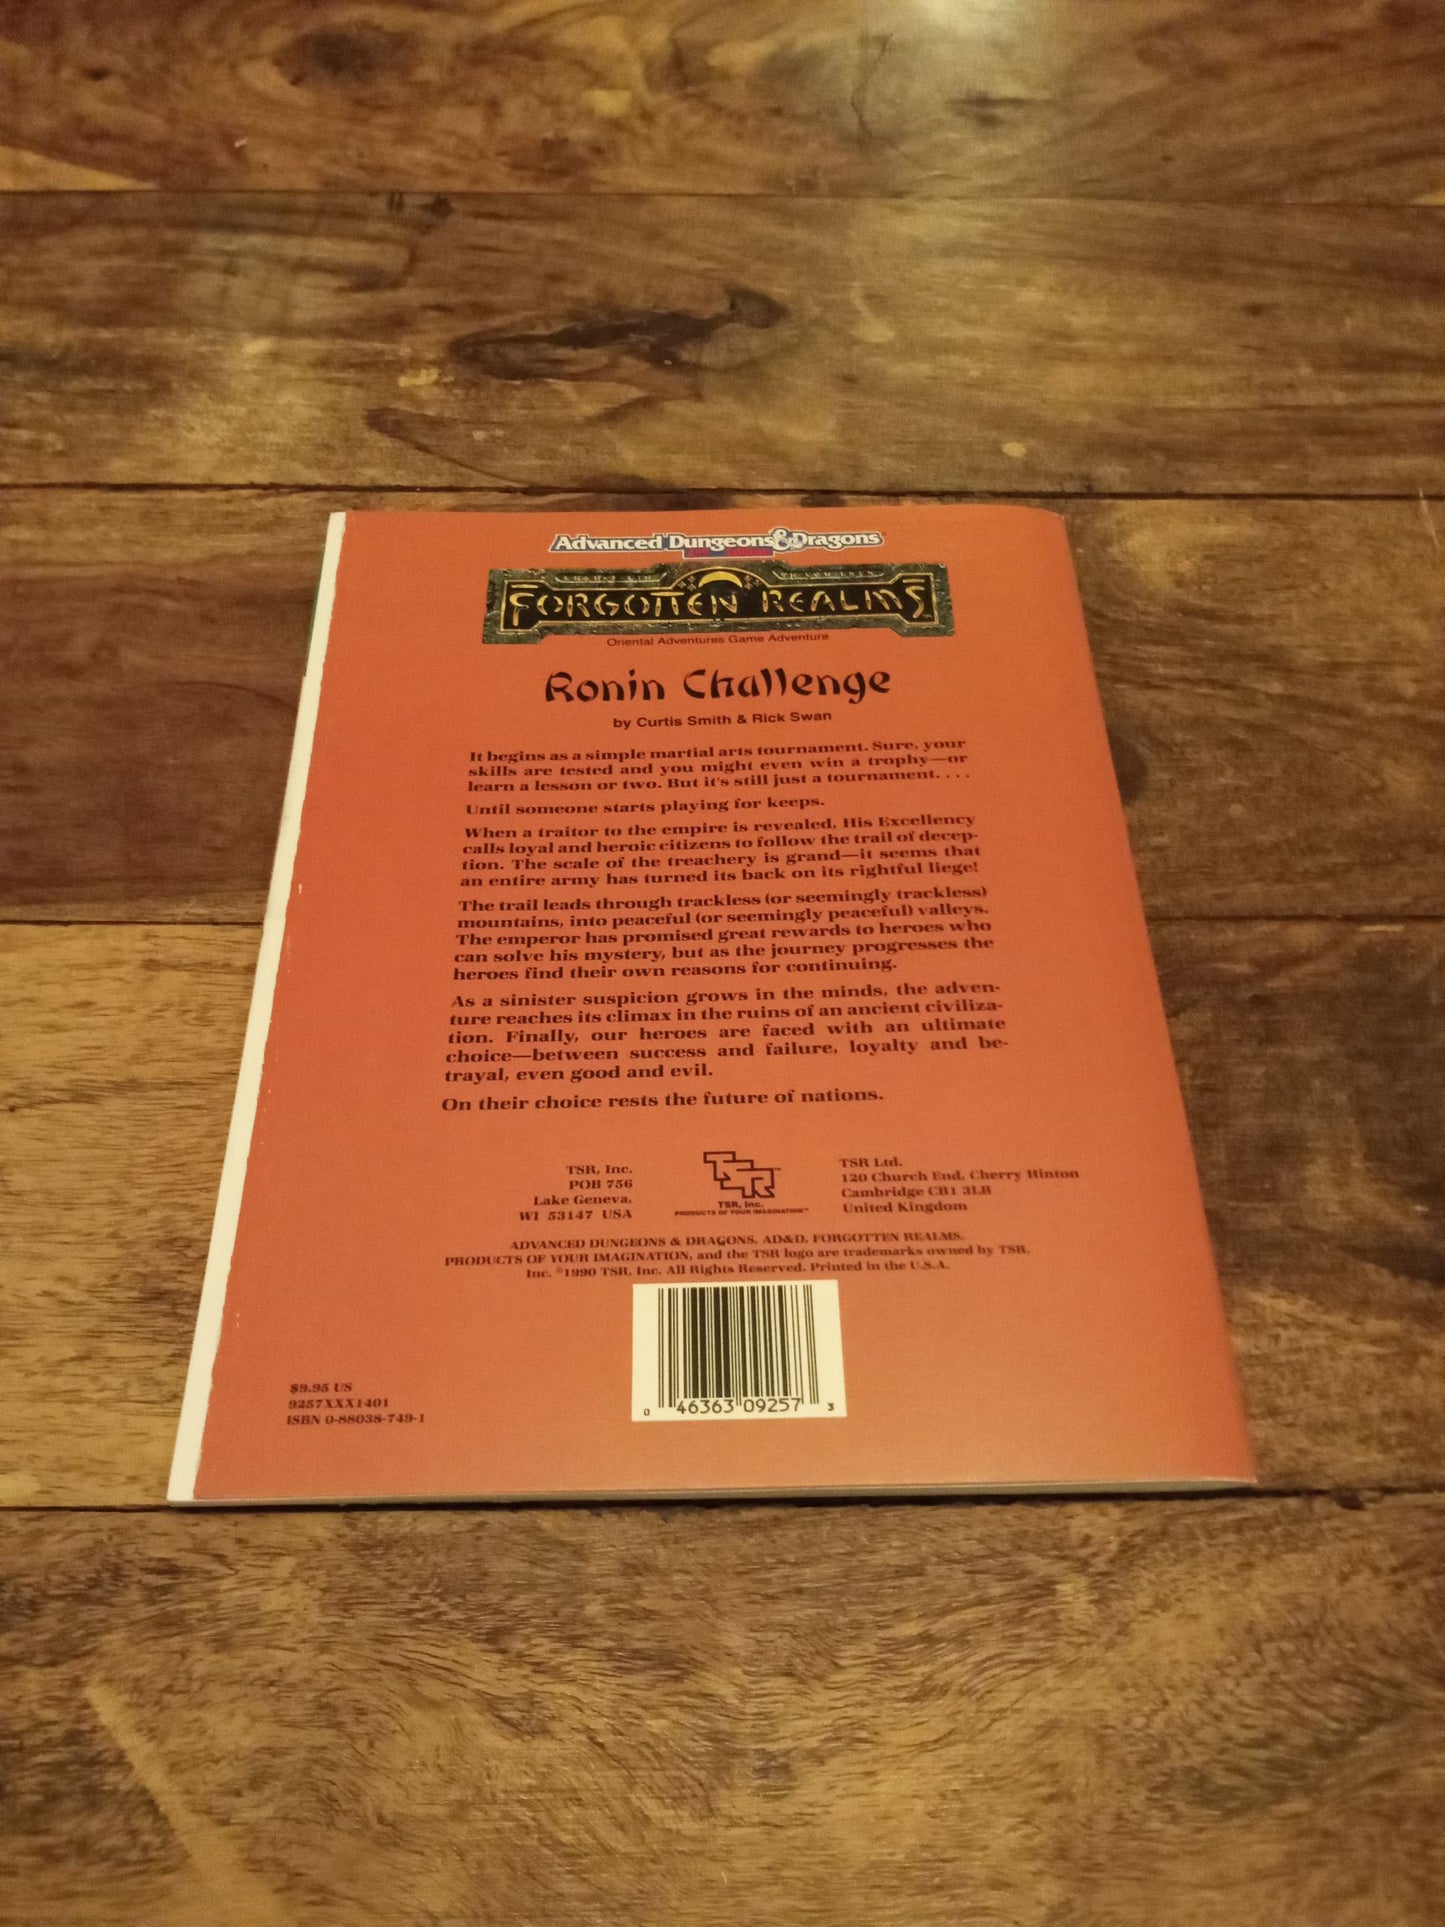 Advanced Dungeons & Dragons
2nd Edition
FORGOTTEN REALMS
Oriental Adventures Game Adventure
Ronin Challenge
by Curtis Smith & Rick Swan
It begins as a simple martial arts tournament. Sure, your
skills are tested and you might even win a trophy—or
learn a lesson or two. But it's still just a tournament. . . .
Until someone starts playing for keeps.
When a traitor to the empire is revealed, His Excellency
calls loyal and heroic citizens to follow the trail of decep-
tion. The scale of the treachery is grand—it seems that
an entire army has turned its back on its rightful liege!
The trail leads through trackless (or seemingly trackless)
mountains, into peaceful (or seemingly peaceful) valleys.
The emperor has promised great rewards to heroes who
can solve his mystery, but as the journey progresses the
heroes find their own reasons for continuing.
As a sinister suspicion grows in the minds, the adven-
ture reaches its climax in the ruins of an ancient civiliza-
tion. Finally, our heroes are faced with an ultimate
choice—between success and failure, loyalty and be-
trayal, even good and evil.
On their choice rests the future of nations.
TSR, Inc.
POB 756
Lake Geneva,
WI 53147 USA
TSR
TSR, Inc.
PRODUCTS OF YOUR IMAGINATION™
TSR Ltd.
120 Church End, Cherry Hinton
Cambridge CB1 3LB
United Kingdom
ADVANCED DUNGEONS & DRAGONS, AD&D, FORGOTTEN REALMS,
PRODUCTS OF YOUR IMAGINATION, and the TSR logo are trademarks owned by TSR,
Inc. ©1990 TSR, Inc. All Rights Reserved. Printed in the U.S.A.
$9.95 US
9257XXX1401
ISBN 0-88038-749-1
0 46363 09257 3